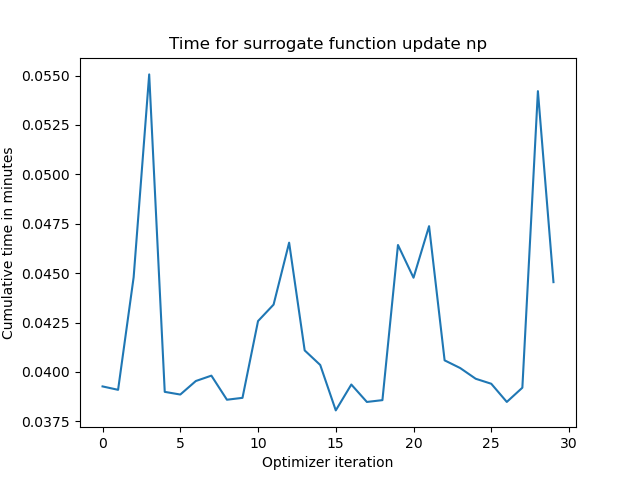 Time for surrogate function update np
Cumulative time in minutes
0.0550
0.0525
0.0500
0.0475
0.0450
0.0425
0.0400
0.0375
0 5 10 15 20 25 30
Optimizer iteration